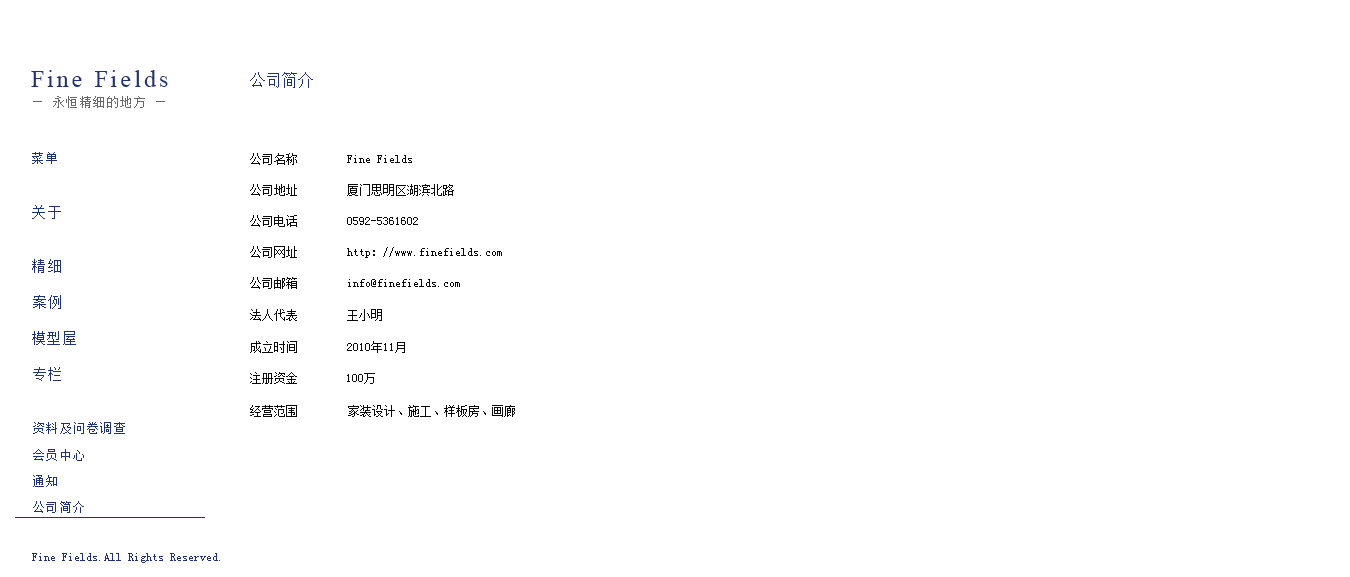 Fine Fields
— 永恒精细的地方 —
菜单
关于
精细
案例
模型屋
专栏
资料及问卷调查
会员中心
通知
公司简介
Fine Fields.All Rights Reserved.
公司简介
公司名称 Fine Fields
公司地址 厦门思明区湖滨北路
公司电话 0592-5361602
公司网址 http: //www.finefields.com
公司邮箱 info@finefields.com
法人代表 王小明
成立时间 2010年11月
注册资金 100万
经营范围 家装设计、施工、样板房、画廊